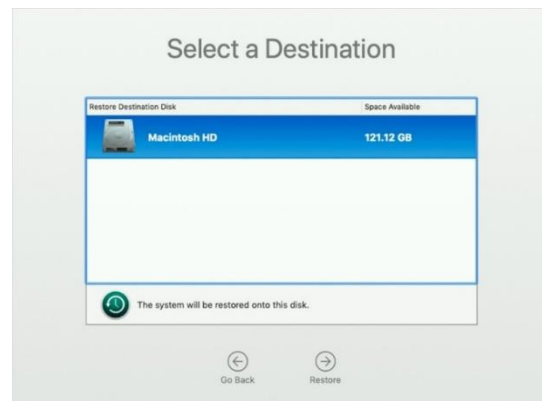 Select a Destination
Restore Destination Disk Space Available
Macintosh HD 121.12 GB
The system will be restored onto this disk.
Go Back Restore